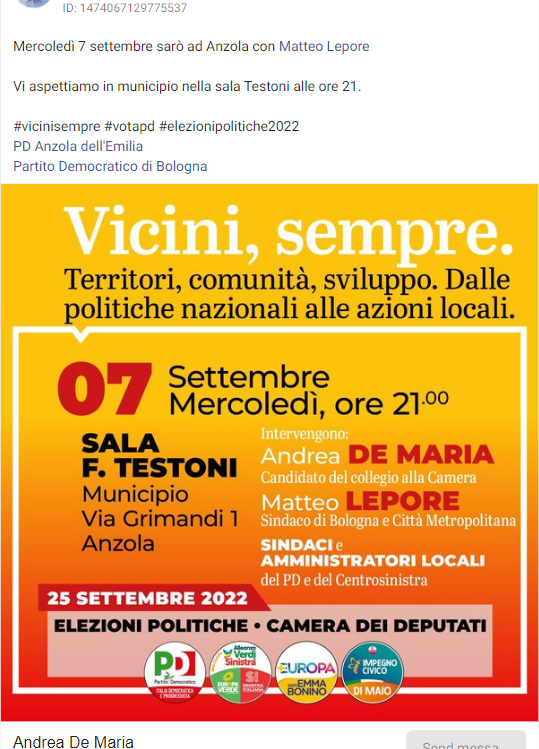 ID: 1474067129775537
Mercoledì 7 settembre sarò ad Anzola con Matteo Lepore
Vi aspettiamo in municipio nella sala Testoni alle ore 21.
#vicinisempre #votapd #elezionipolitiche2022
PD Anzola dell'Emilia
Partito Democratico di Bologna
Vicini, sempre.
Territori, comunità, sviluppo. Dalle
politiche nazionali alle azioni locali.
07
Settembre
Mercoledì, ore 21.00
SALA
F. TESTONI
Municipio
Via Grimandi 1
Anzola
Intervengono:
Andrea DE MARIA
Candidato del collegio alla Camera
Matteo LEPORE
Sindaco di Bologna e Città Metropolitana
SINDACI e
AMMINISTRATORI LOCALI
del PD e del Centrosinistra
25 SETTEMBRE 2022
ELEZIONI POLITICHE • CAMERA DEI DEPUTATI
PD
Partito Democratico
ITALIA DEMOCRATICA
E PROGRESSISTA
Alleanza
Verdi
Sinistra
EUROPA
VERDE
SI
SINISTRA
ITALIANA
+EUROPA
con EMMA
BONINO
IMPEGNO
CIVICO
DI MAIO
Andrea De Maria
Send messa